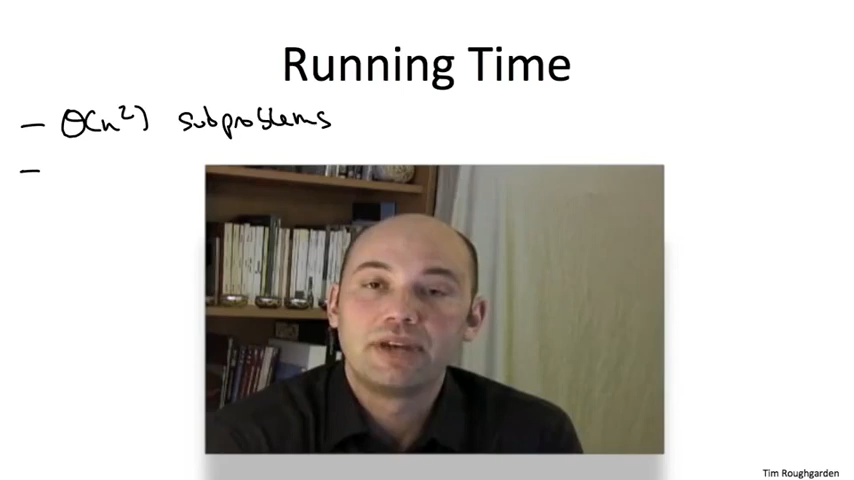 Running Time
– Θ(n²) subproblems
–
Tim Roughgarden